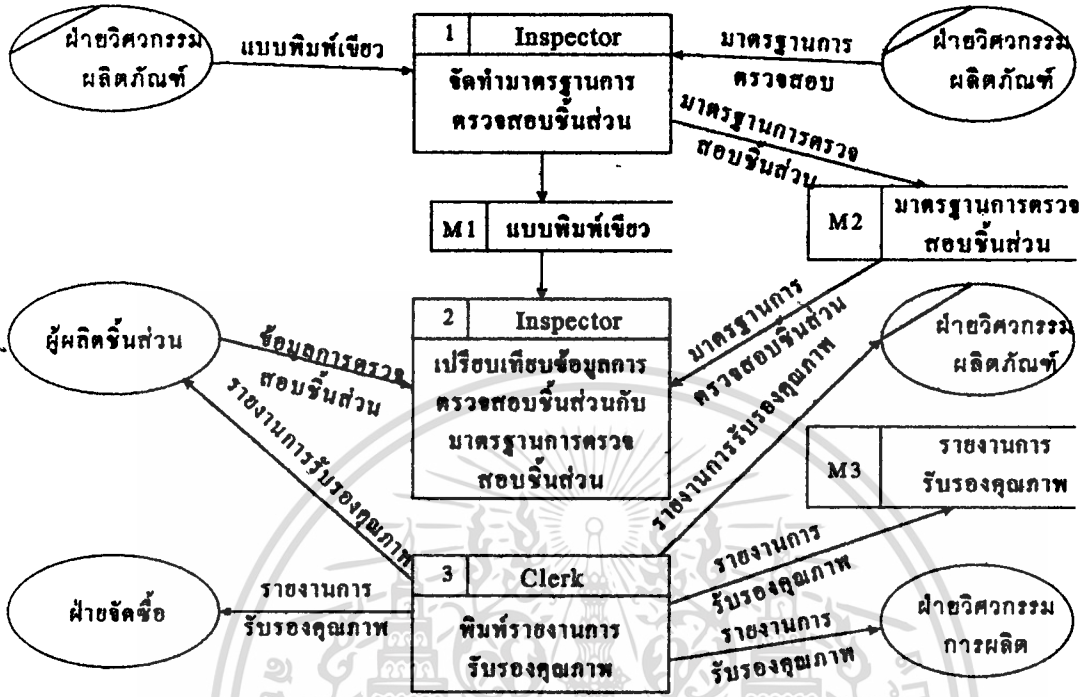 ฝ่ายวิศวกรรม
ผลิตภัณฑ์
แบบพิมพ์เขียว
1 Inspector
จัดทำมาตรฐานการ
ตรวจสอบชิ้นส่วน
มาตรฐานการ
ตรวจสอบ
ฝ่ายวิศวกรรม
ผลิตภัณฑ์
มาตรฐานการตรวจ
สอบชิ้นส่วน
M1 แบบพิมพ์เขียว
M2 มาตรฐานการตรวจ
สอบชิ้นส่วน
ผู้ผลิตชิ้นส่วน
ข้อมูลการตรวจ
สอบชิ้นส่วน
2 Inspector
เปรียบเทียบข้อมูลการ
ตรวจสอบชิ้นส่วนกับ
มาตรฐานการตรวจ
สอบชิ้นส่วน
มาตรฐานการ
ตรวจสอบชิ้นส่วน
ฝ่ายวิศวกรรม
ผลิตภัณฑ์
รายงานการรับรองคุณภาพ
รายงานการรับรองคุณภาพ
M3 รายงานการ
รับรองคุณภาพ
ฝ่ายจัดซื้อ
รายงานการ
รับรองคุณภาพ
3 Clerk
พิมพ์รายงานการ
รับรองคุณภาพ
รายงานการ
รับรองคุณภาพ
รายงานการ
รับรองคุณภาพ
ฝ่ายวิศวกรรม
การผลิต